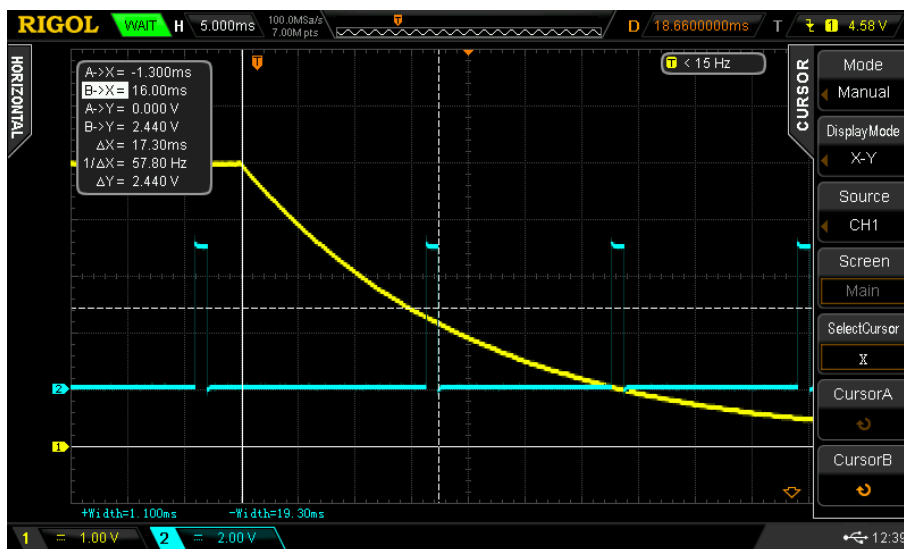 RIGOL WAIT H 5.000ms 100.0MSa/s 7.00M pts D 18.6600000ms T 1 4.58 V
HORIZONTAL
A->X= -1.300ms
B->X= 16.00ms
A->Y= 0.000 V
B->Y= 2.440 V
ΔX= 17.30ms
1/ΔX= 57.80 Hz
ΔY= 2.440 V
T
T < 15 Hz
CURSOR
Mode
Manual
DisplayMode
X-Y
Source
CH1
Screen
Main
SelectCursor
X
CursorA
CursorB
2
1
+Width=1.100ms -Width=19.30ms
1 = 1.00 V 2 = 2.00 V 12:39